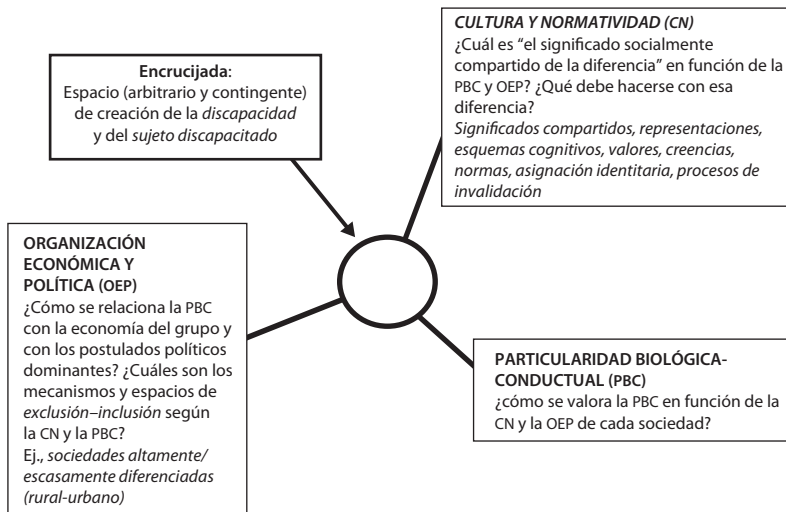 Encrucijada:
Espacio (arbitrario y contingente)
de creación de la discapacidad
y del sujeto discapacitado
CULTURA Y NORMATIVIDAD (CN)
¿Cuál es “el significado socialmente
compartido de la diferencia” en función de la
PBC y OEP? ¿Qué debe hacerse con esa
diferencia?
Significados compartidos, representaciones,
esquemas cognitivos, valores, creencias,
normas, asignación identitaria, procesos de
invalidación
ORGANIZACIÓN
ECONÓMICA Y
POLÍTICA (OEP)
¿Cómo se relaciona la PBC
con la economía del grupo y
con los postulados políticos
dominantes? ¿Cuáles son los
mecanismos y espacios de
exclusión–inclusión según
la CN y la PBC?
Ej., sociedades altamente/
escasamente diferenciadas
(rural-urbano)
PARTICULARIDAD BIOLÓGICA-
CONDUCTUAL (PBC)
¿cómo se valora la PBC en función de la
CN y la OEP de cada sociedad?